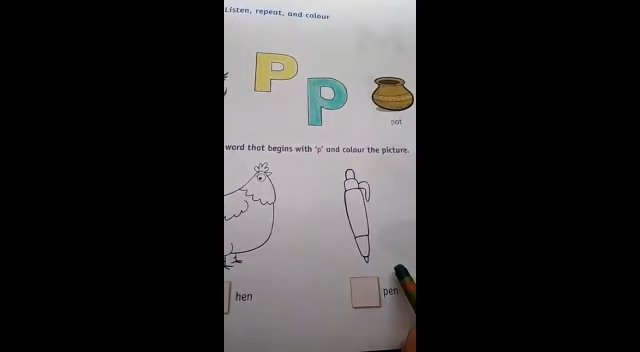 Listen, repeat, and colour
P
p
pot
word that begins with 'p' and colour the picture.
hen
pen